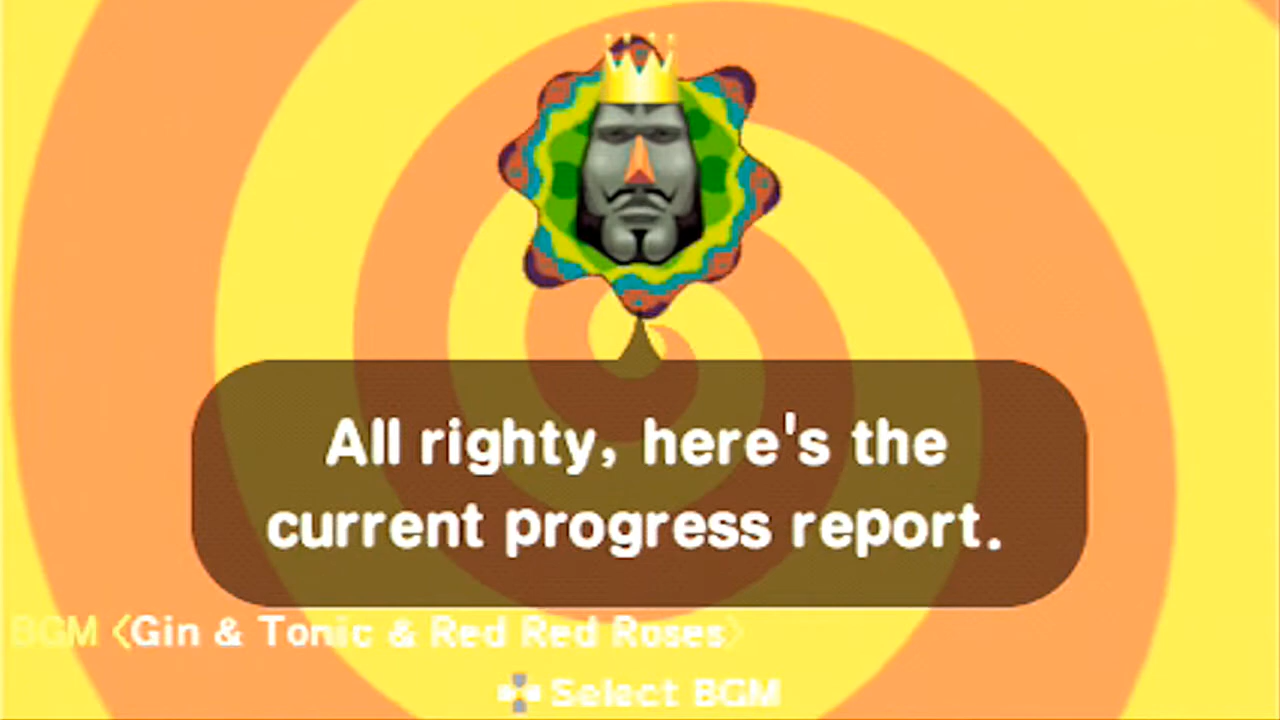 All righty, here's the
current progress report.
BGM <Gin & Tonic & Red Red Roses>
Select BGM